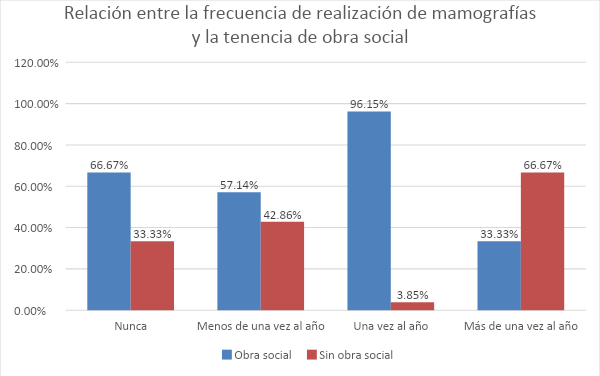 Relación entre la frecuencia de realización de mamografías
y la tenencia de obra social
120.00%
100.00%
80.00%
60.00%
40.00%
20.00%
0.00%
66.67%
33.33%
57.14%
42.86%
96.15%
3.85%
33.33%
66.67%
Nunca
Menos de una vez al año
Una vez al año
Más de una vez al año
Obra social
Sin obra social